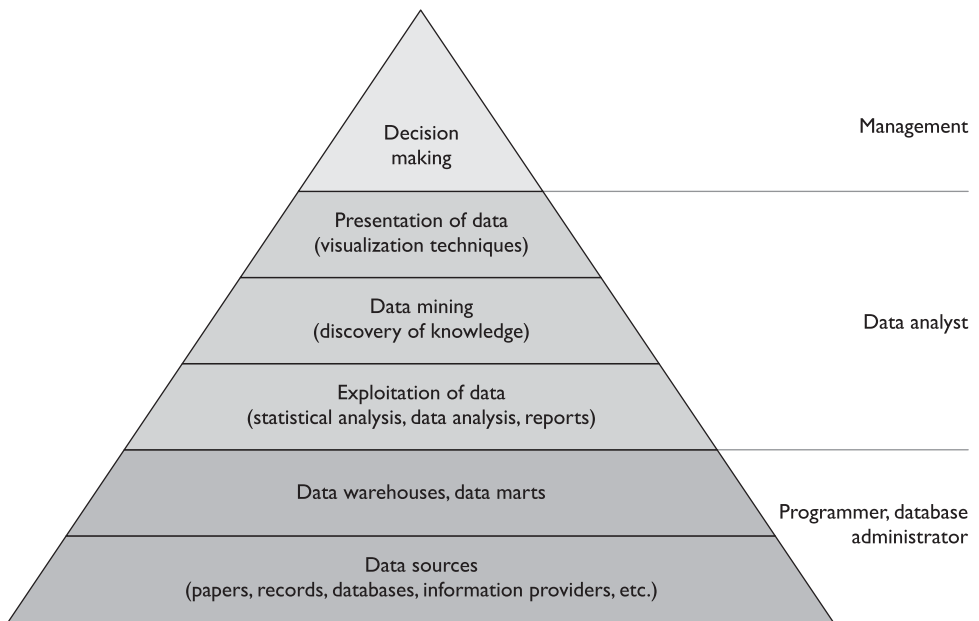 Decision
making
Management
Presentation of data
(visualization techniques)
Data mining
(discovery of knowledge)
Data analyst
Exploitation of data
(statistical analysis, data analysis, reports)
Data warehouses, data marts
Programmer, database
administrator
Data sources
(papers, records, databases, information providers, etc.)